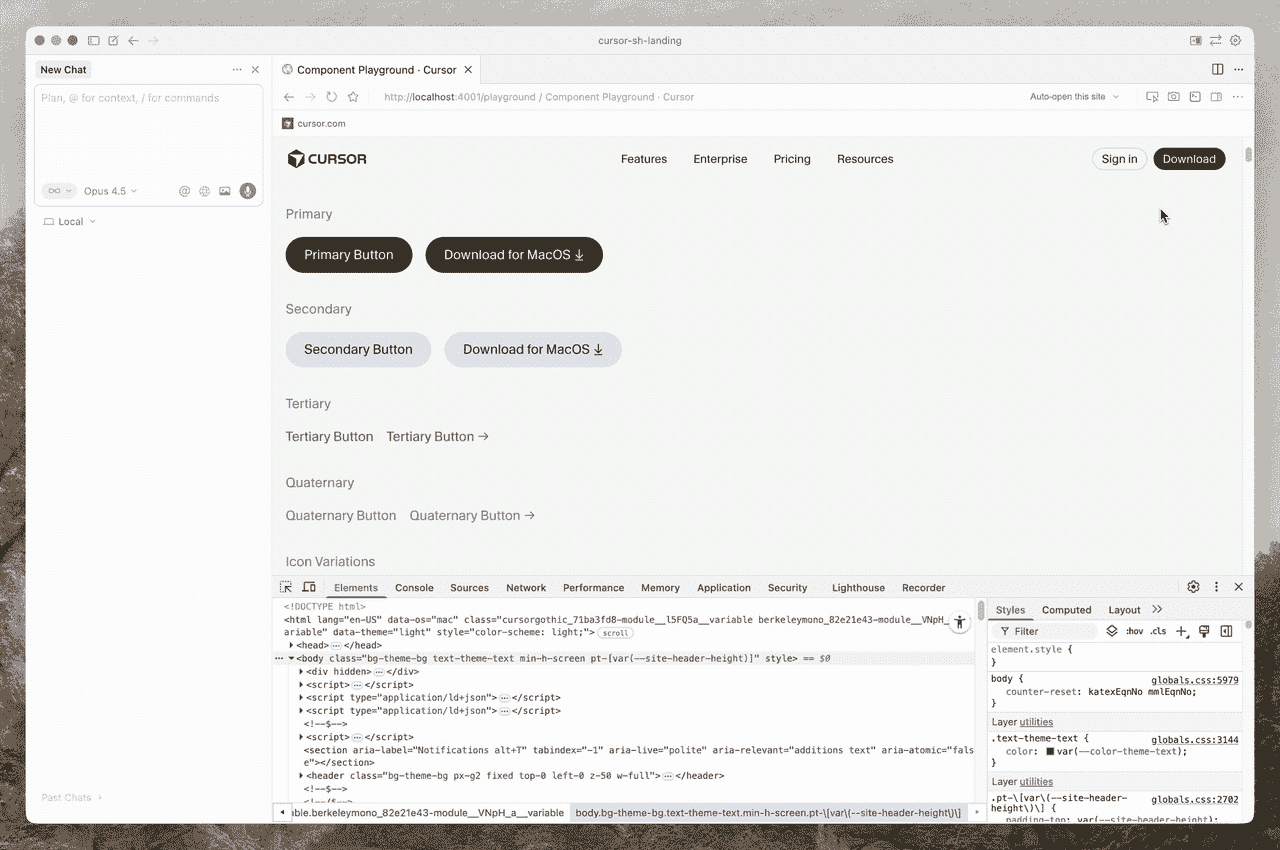 cursor-sh-landing
New Chat
Plan, @ for context, / for commands
Opus 4.5
Local
Past Chats
Component Playground · Cursor
http://localhost:4001/playground / Component Playground · Cursor
Auto-open this site
cursor.com
CURSOR
Features
Enterprise
Pricing
Resources
Sign in
Download
Primary
Primary Button
Download for MacOS
Secondary
Secondary Button
Download for MacOS
Tertiary
Tertiary Button
Tertiary Button →
Quaternary
Quaternary Button
Quaternary Button →
Icon Variations
Elements
Console
Sources
Network
Performance
Memory
Application
Security
Lighthouse
Recorder
<!DOCTYPE html>
<html lang="en-US" data-os="mac" class="cursorgothic_71ba3fd8-module__l5FQ5a__variable berkeleymono_82e21e43-module__VNpH_
ariable" data-theme="light" style="color-scheme: light;"> scroll
<head>…</head>
<body class="bg-theme-bg text-theme-text min-h-screen pt-[var(--site-header-height)]" style> == $0
<div hidden>…</div>
<script>…</script>
<script type="application/ld+json">…</script>
<script type="application/ld+json">…</script>
<!--$-->
<script>…</script>
<section aria-label="Notifications alt+T" tabindex="-1" aria-live="polite" aria-relevant="additions text" aria-atomic="fals
e"></section>
<header class="bg-theme-bg px-g2 fixed top-0 left-0 z-50 w-full">…</header>
<!--$-->
<!--/$-->
ble.berkeleymono_82e21e43-module__VNpH_a__variable
body.bg-theme-bg.text-theme-text.min-h-screen.pt-\[var\(--site-header-height\)\]
Styles
Computed
Layout
Filter
:hov
.cls
element.style {
}
body {
globals.css:5979
counter-reset: katexEqnNo mmlEqnNo;
}
Layer utilities
.text-theme-text {
globals.css:3144
color: var(--color-theme-text);
}
Layer utilities
.pt-\[var\(--site-header-
height\)\] {
globals.css:2702
padding-top: var(--site-header-height);